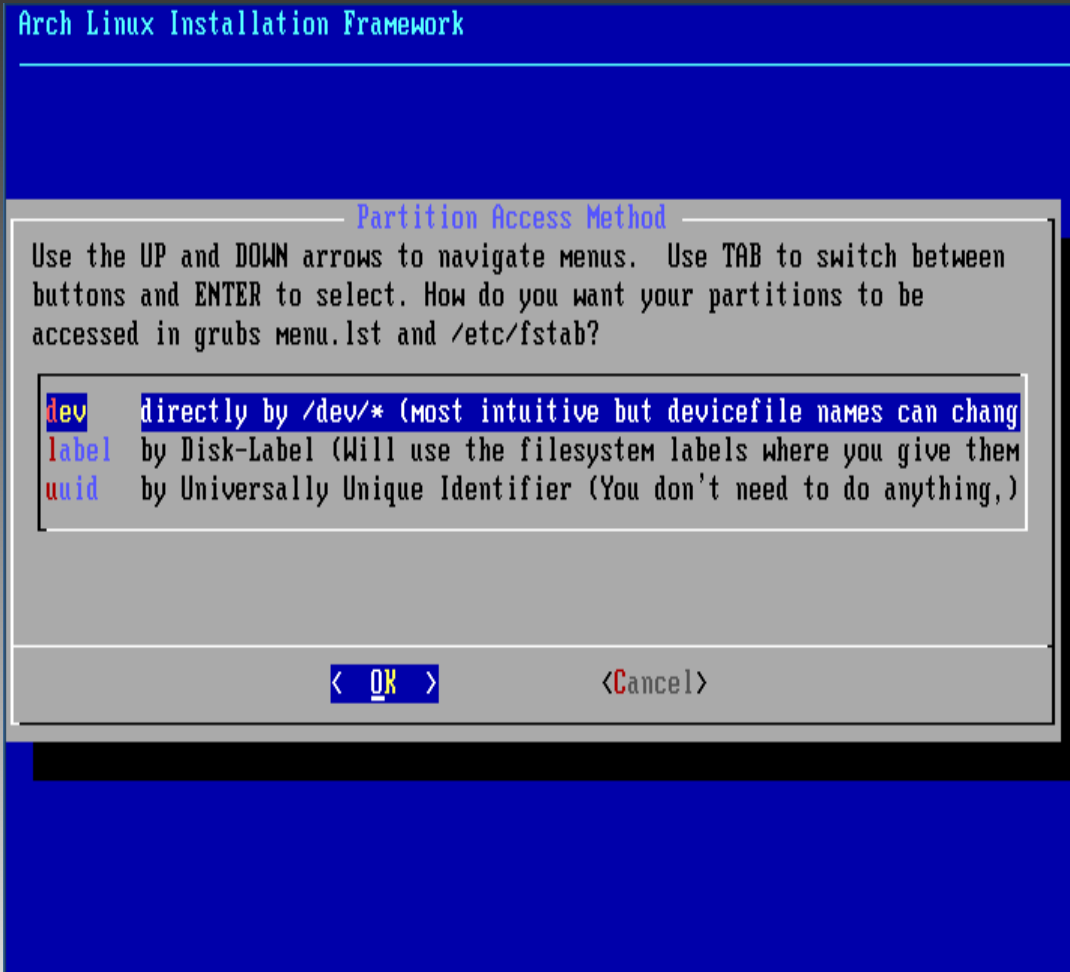 Arch Linux Installation Framework
Partition Access Method
Use the UP and DOWN arrows to navigate menus.  Use TAB to switch between
buttons and ENTER to select. How do you want your partitions to be
accessed in grubs menu.lst and /etc/fstab?
dev    directly by /dev/* (most intuitive but devicefile names can chang
label  by Disk-Label (Will use the filesystem labels where you give them
uuid   by Universally Unique Identifier (You don't need to do anything,)
<  OK  >    <Cancel>